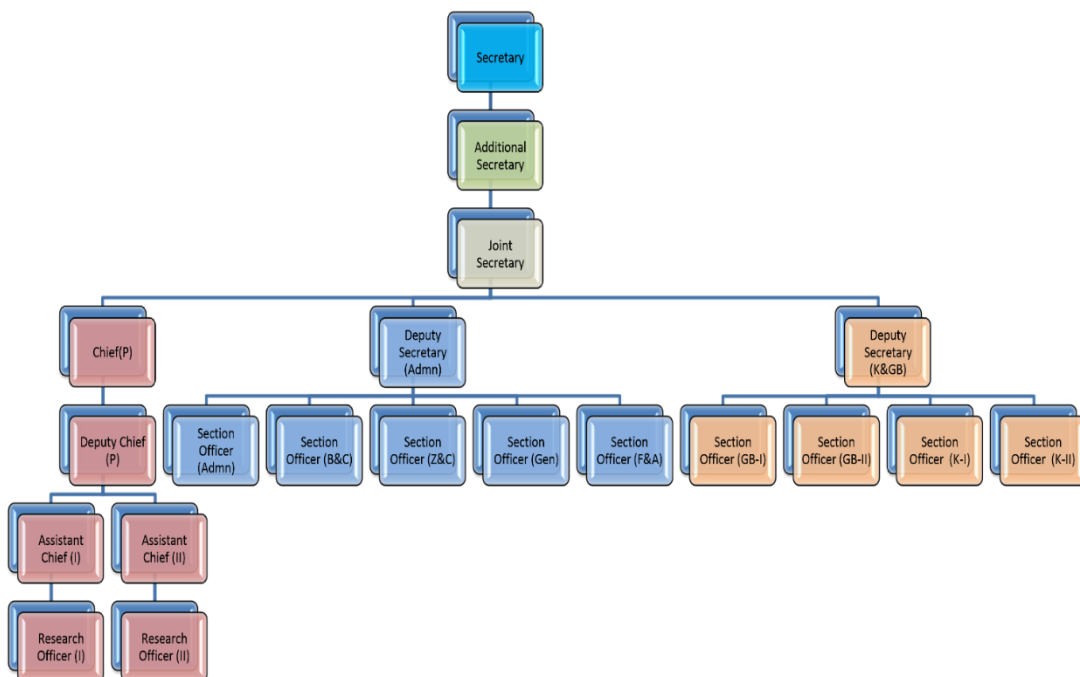 Secretary
Additional
Secretary
Joint
Secretary
Chief(P)
Deputy
Secretary
(Admn)
Deputy
Secretary
(K&GB)
Deputy Chief
(P)
Section
Officer
(Admn)
Section
Officer (B&C)
Section
Officer (Z&C)
Section
Officer (Gen)
Section
Officer (F&A)
Section
Officer (GB-I)
Section
Officer (GB-II)
Section
Officer (K-I)
Section
Officer (K-II)
Assistant
Chief (I)
Assistant
Chief (II)
Research
Officer (I)
Research
Officer (II)